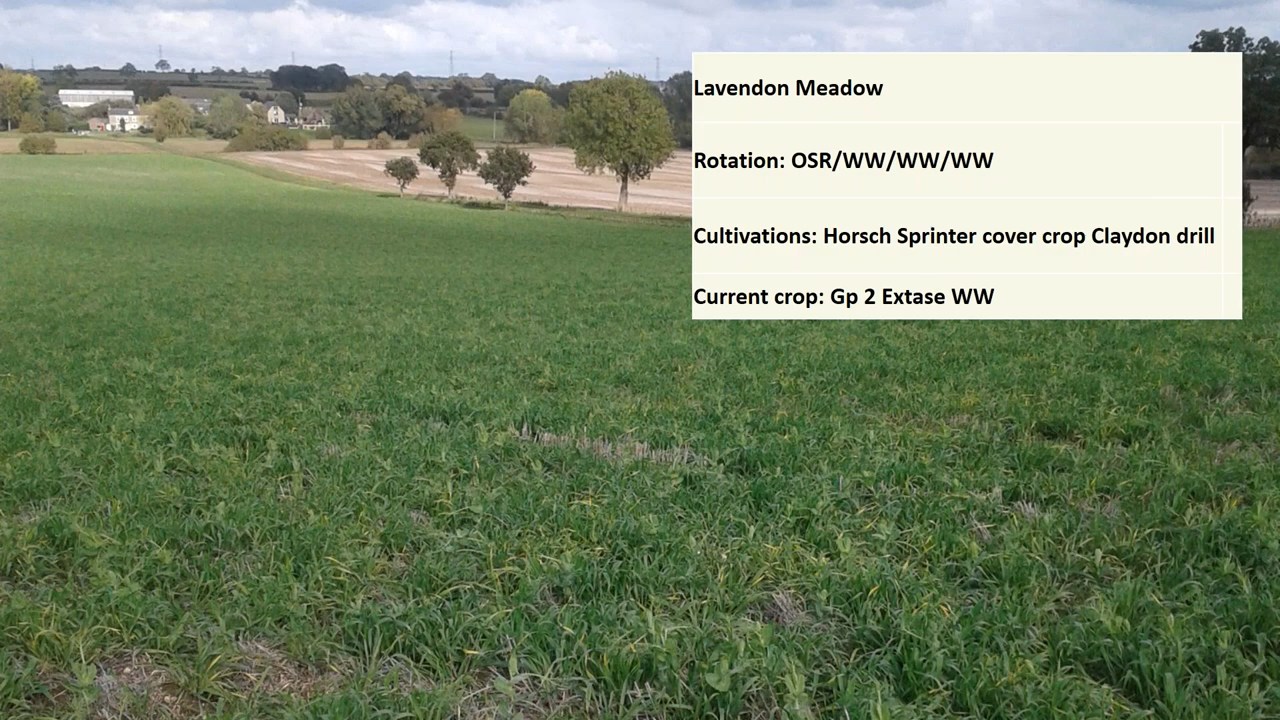 Lavendon Meadow
Rotation: OSR/WW/WW/WW
Cultivations: Horsch Sprinter cover crop Claydon drill
Current crop: Gp 2 Extase WW